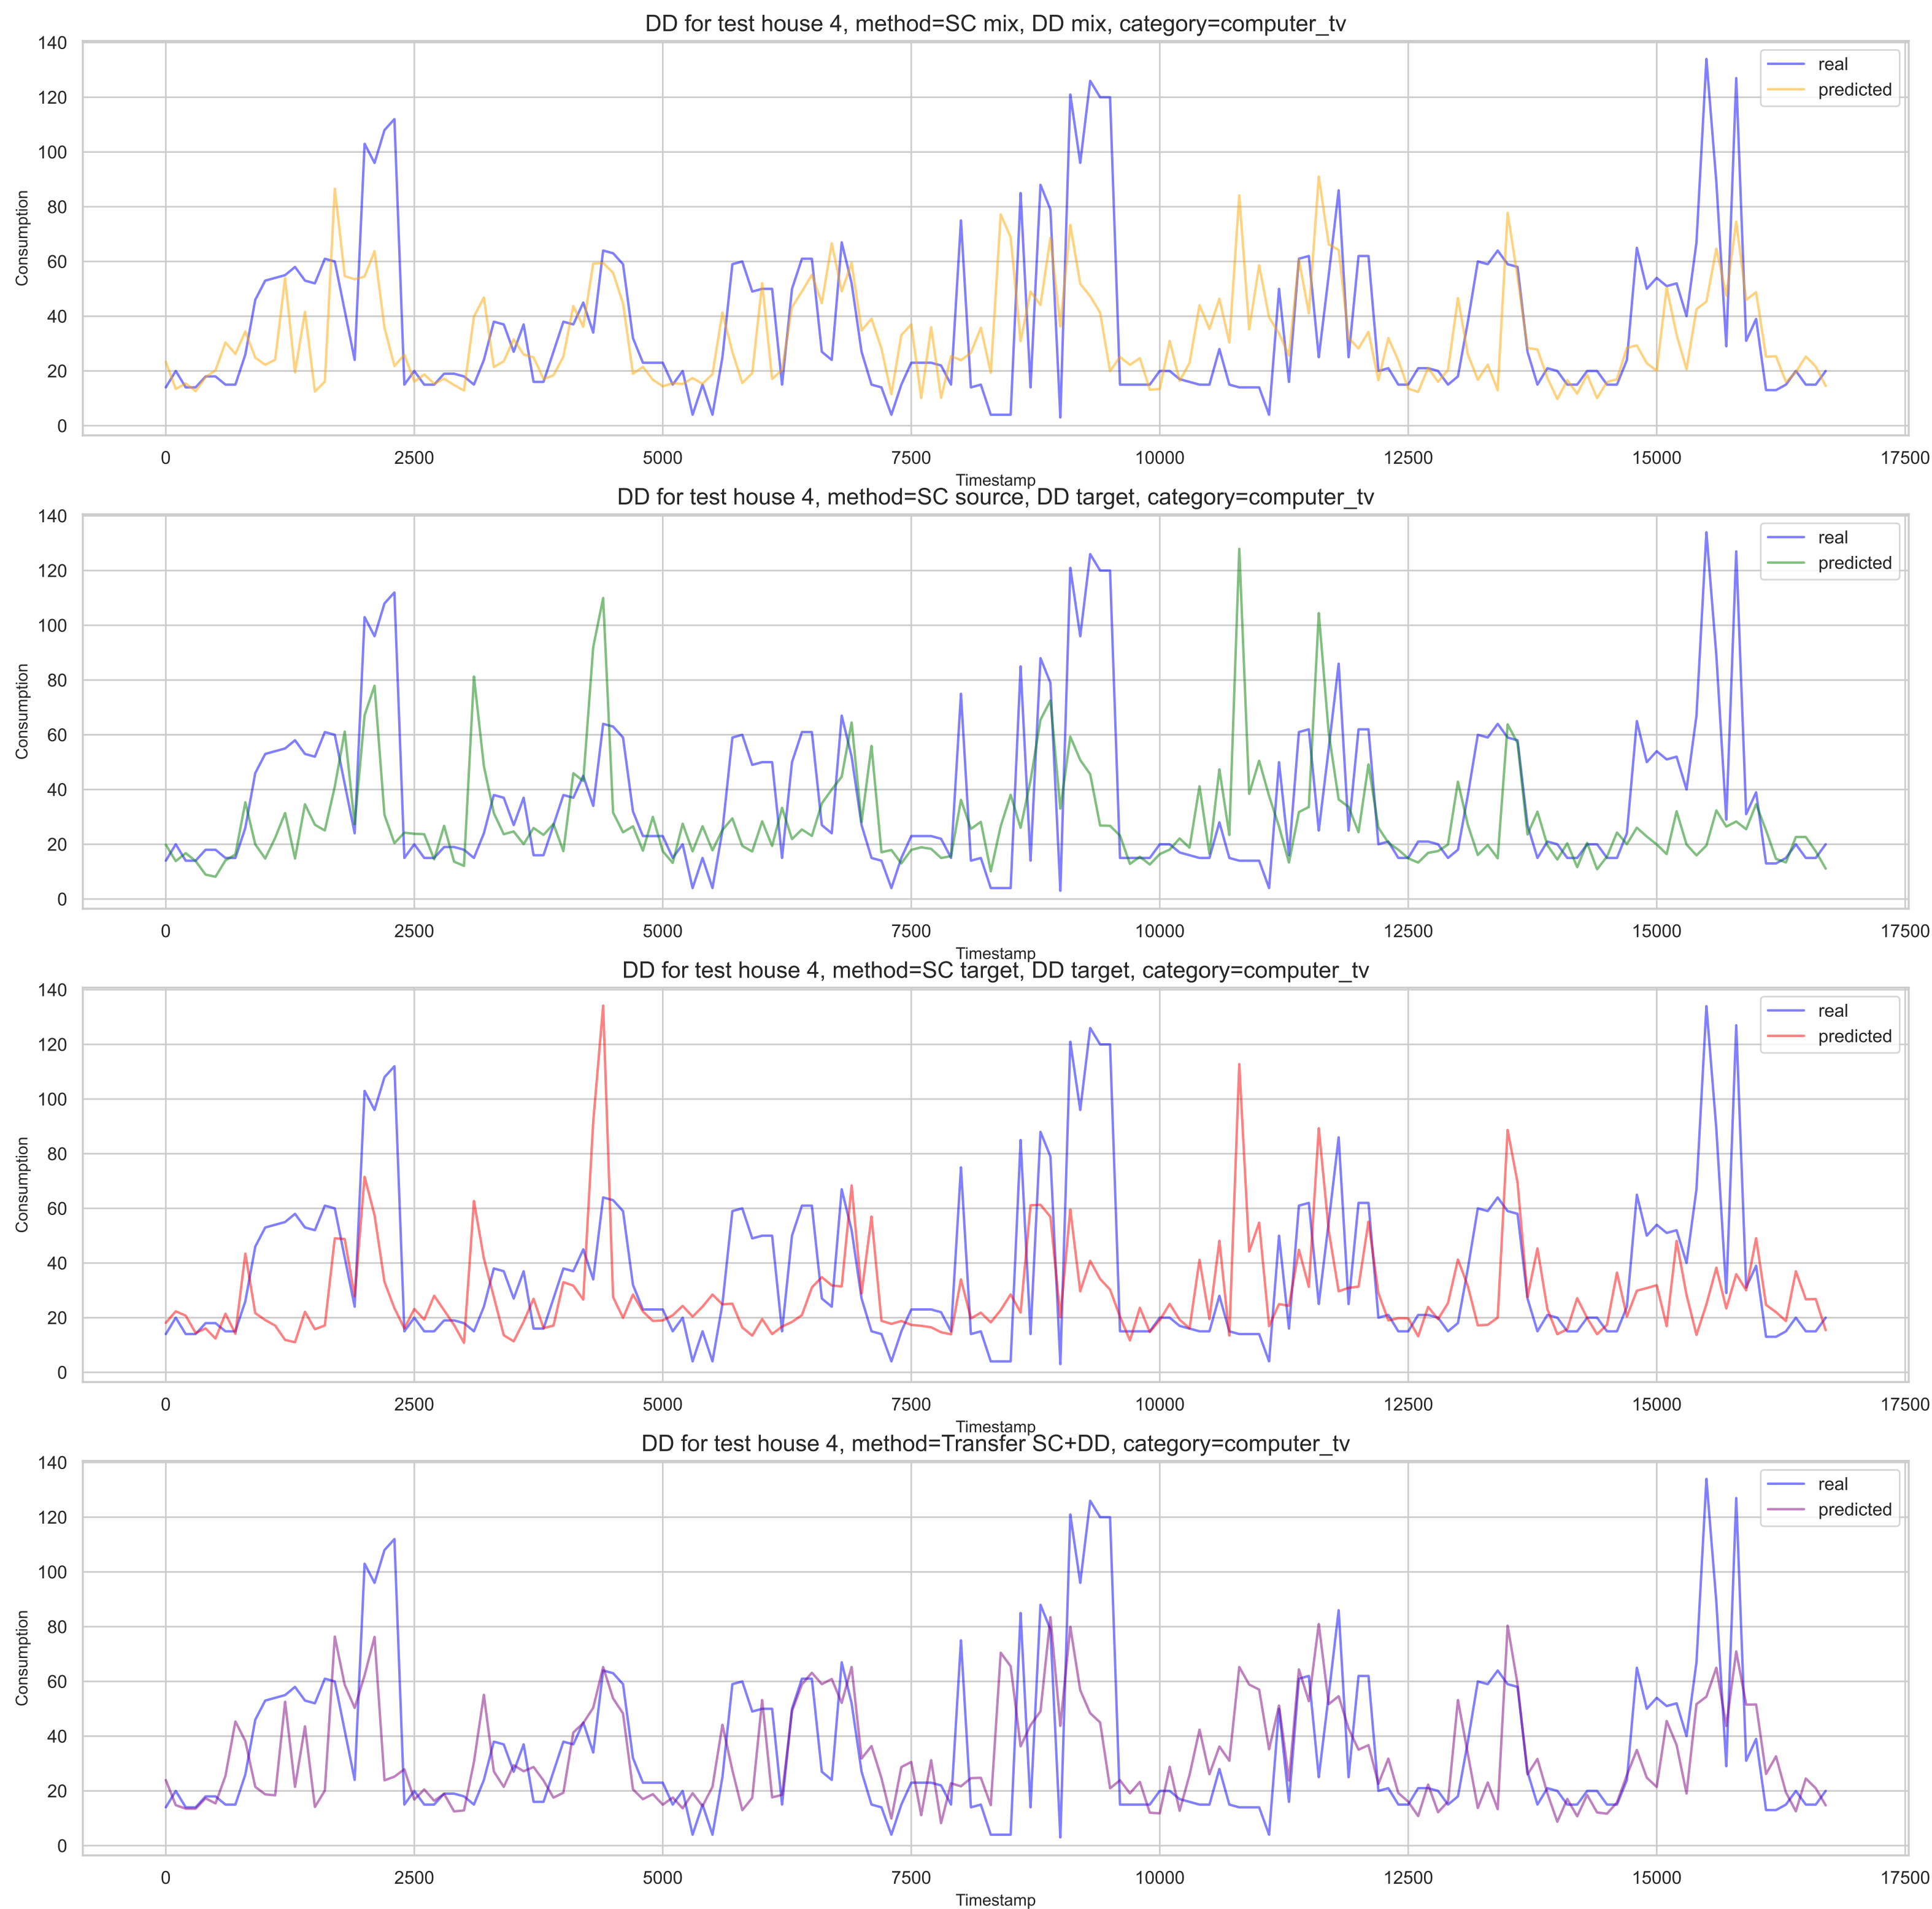 DD for test house 4, method=SC mix, DD mix, category=computer_tv
140
120
100
80
60
40
20
0
Consumption
real
predicted
0 2500 5000 7500 10000 12500 15000 17500
Timestamp
DD for test house 4, method=SC source, DD target, category=computer_tv
140
120
100
80
60
40
20
0
Consumption
real
predicted
0 2500 5000 7500 10000 12500 15000 17500
Timestamp
DD for test house 4, method=SC target, DD target, category=computer_tv
140
120
100
80
60
40
20
0
Consumption
real
predicted
0 2500 5000 7500 10000 12500 15000 17500
Timestamp
DD for test house 4, method=Transfer SC+DD, category=computer_tv
140
120
100
80
60
40
20
0
Consumption
real
predicted
0 2500 5000 7500 10000 12500 15000 17500
Timestamp